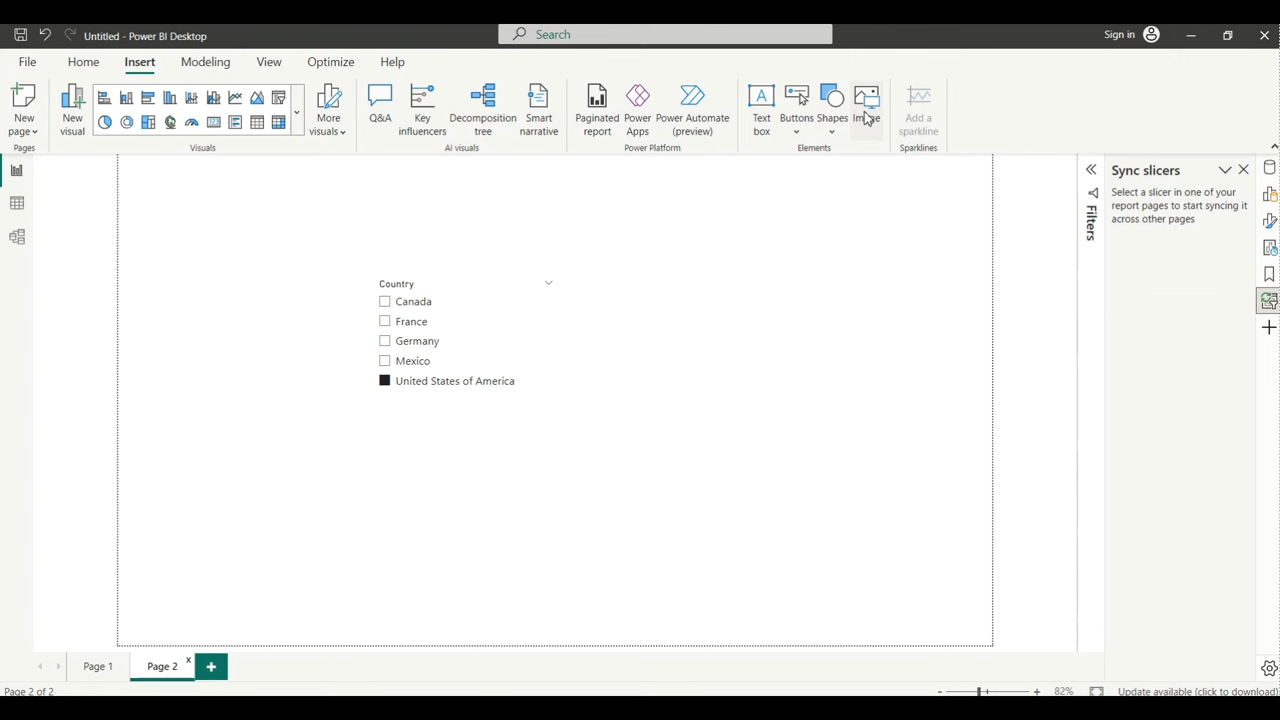 Untitled - Power BI Desktop
Search
Sign in
File Home Insert Modeling View Optimize Help
New page
New visual
More visuals
Q&A
Key influencers
Decomposition tree
Smart narrative
Paginated report
Power Apps
Power Automate (preview)
Text box
Buttons
Shapes
Image
Add a sparkline
Pages
Visuals
AI visuals
Power Platform
Elements
Sparklines
Filters
Sync slicers
Select a slicer in one of your
report pages to start syncing it
across other pages
Country
Canada
France
Germany
Mexico
United States of America
Page 1
Page 2
Page 2 of 2
82%
Update available (click to download)